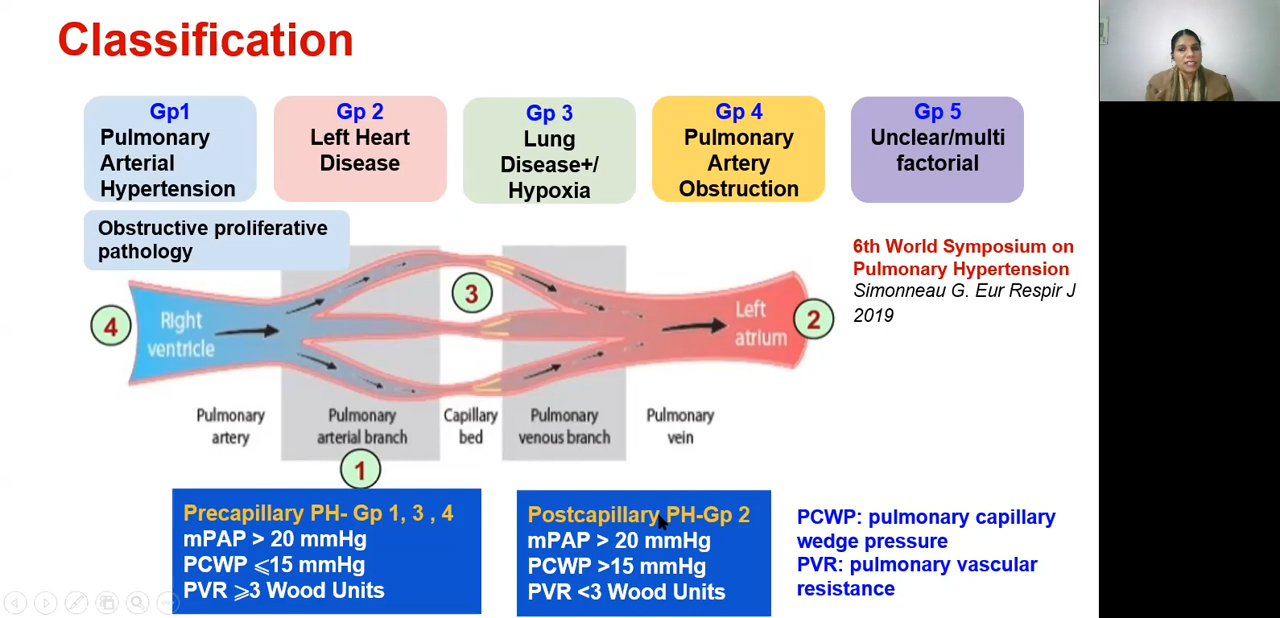 Classification
Gp1
Pulmonary
Arterial
Hypertension
Gp 2
Left Heart
Disease
Gp 3
Lung
Disease+/
Hypoxia
Gp 4
Pulmonary
Artery
Obstruction
Gp 5
Unclear/multi
factorial
Obstructive proliferative
pathology
6th World Symposium on
Pulmonary Hypertension
Simonneau G. Eur Respir J
2019
4
Right
ventricle
3
Left
atrium
2
Pulmonary
artery
Pulmonary
arterial branch
Capillary
bed
Pulmonary
venous branch
Pulmonary
vein
1
Precapillary PH- Gp 1, 3 , 4
mPAP > 20 mmHg
PCWP ⩽15 mmHg
PVR ⩾3 Wood Units
Postcapillary PH-Gp 2
mPAP > 20 mmHg
PCWP >15 mmHg
PVR <3 Wood Units
PCWP: pulmonary capillary
wedge pressure
PVR: pulmonary vascular
resistance